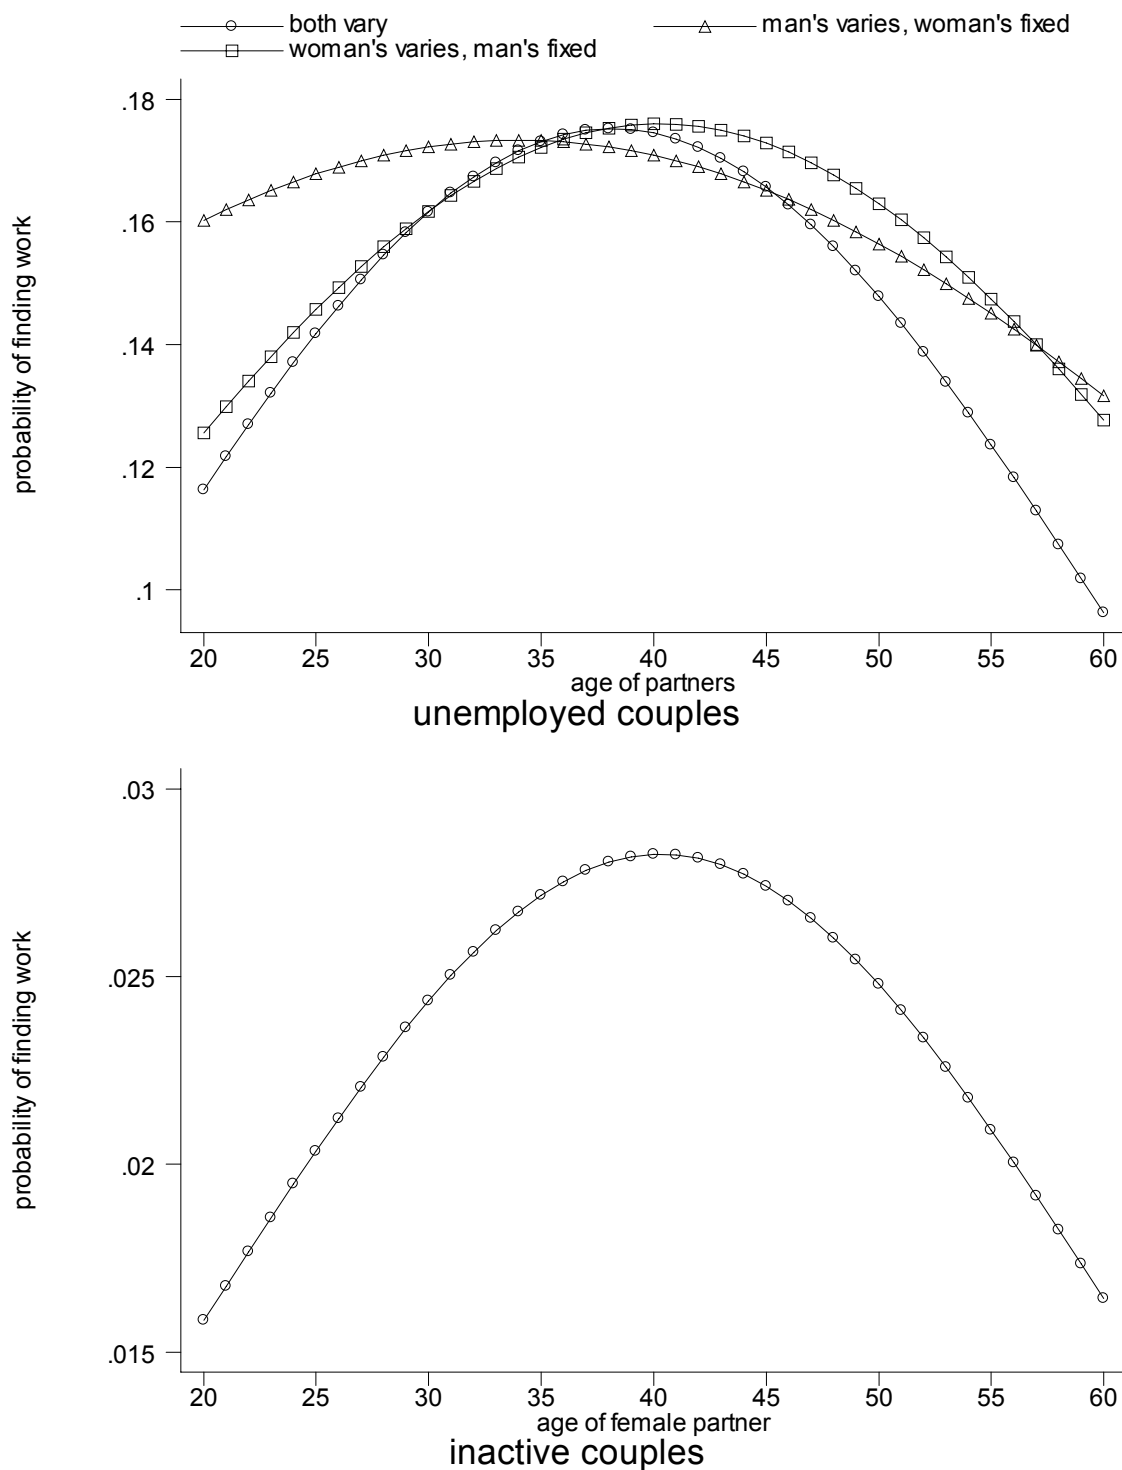 both vary
man's varies, woman's fixed
woman's varies, man's fixed
probability of finding work
.18
.16
.14
.12
.1
20 25 30 35 40 45 50 55 60
age of partners
unemployed couples
probability of finding work
.03
.025
.02
.015
20 25 30 35 40 45 50 55 60
age of female partner
inactive couples